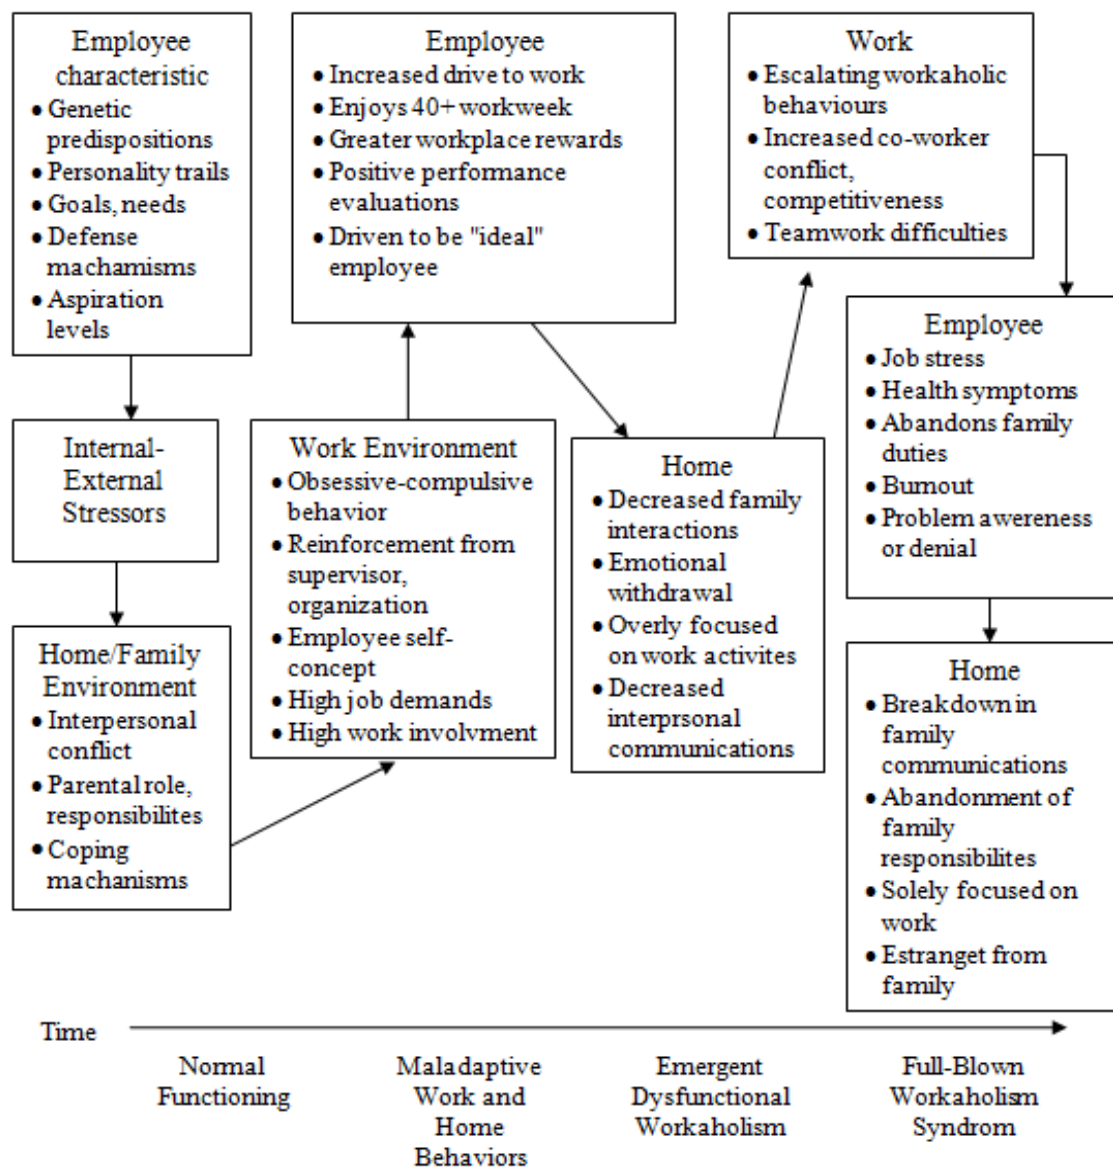 Employee
characteristic
• Genetic
predispositions
• Personality trails
• Goals, needs
• Defense
machamisms
• Aspiration
levels
Internal-
External
Stressors
Home/Family
Environment
• Interpersonal
conflict
• Parental role,
responsibilites
• Coping
machanisms
Employee
• Increased drive to work
• Enjoys 40+ workweek
• Greater workplace rewards
• Positive performance
evaluations
• Driven to be "ideal"
employee
Work Environment
• Obsessive-compulsive
behavior
• Reinforcement from
supervisor,
organization
• Employee self-
concept
• High job demands
• High work involvment
Home
• Decreased family
interactions
• Emotional
withdrawal
• Overly focused
on work activites
• Decreased
interprsonal
communications
Work
• Escalating workaholic
behaviours
• Increased co-worker
conflict,
competitiveness
• Teamwork difficulties
Employee
• Job stress
• Health symptoms
• Abandons family
duties
• Burnout
• Problem awereness
or denial
Home
• Breakdown in
family
communications
• Abandonment of
family
responsibilites
• Solely focused on
work
• Estranget from
family
Time
Normal
Functioning
Maladaptive
Work and
Home
Behaviors
Emergent
Dysfunctional
Workaholism
Full-Blown
Workaholism
Syndrom